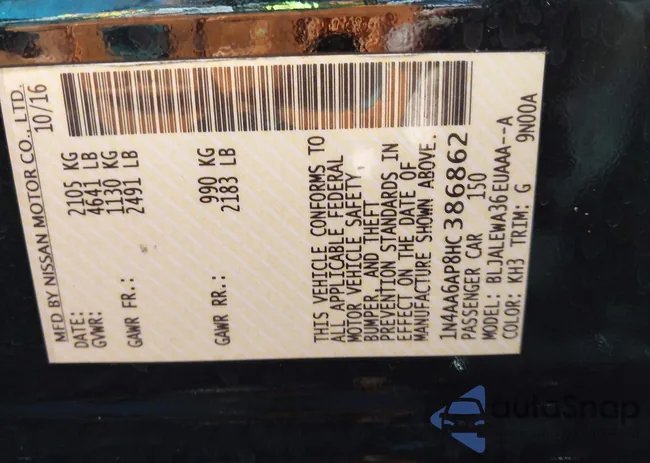 MFD BY NISSAN MOTOR CO., LTD.
DATE: 10/16
GVWR: 2105 KG
4641 LB
GAWR FR.: 1130 KG
2491 LB
GAWR RR.: 990 KG
2183 LB
THIS VEHICLE CONFORMS TO
ALL APPLICABLE FEDERAL
MOTOR VEHICLE SAFETY,
BUMPER, AND THEFT
PREVENTION STANDARDS IN
EFFECT ON THE DATE OF
MANUFACTURE SHOWN ABOVE.
1N4AA6AP8HC386862
PASSENGER CAR 150
MODEL: BLJALEWA36EUAAA--A
COLOR: KH3 TRIM: G 9N00A
autoSnap